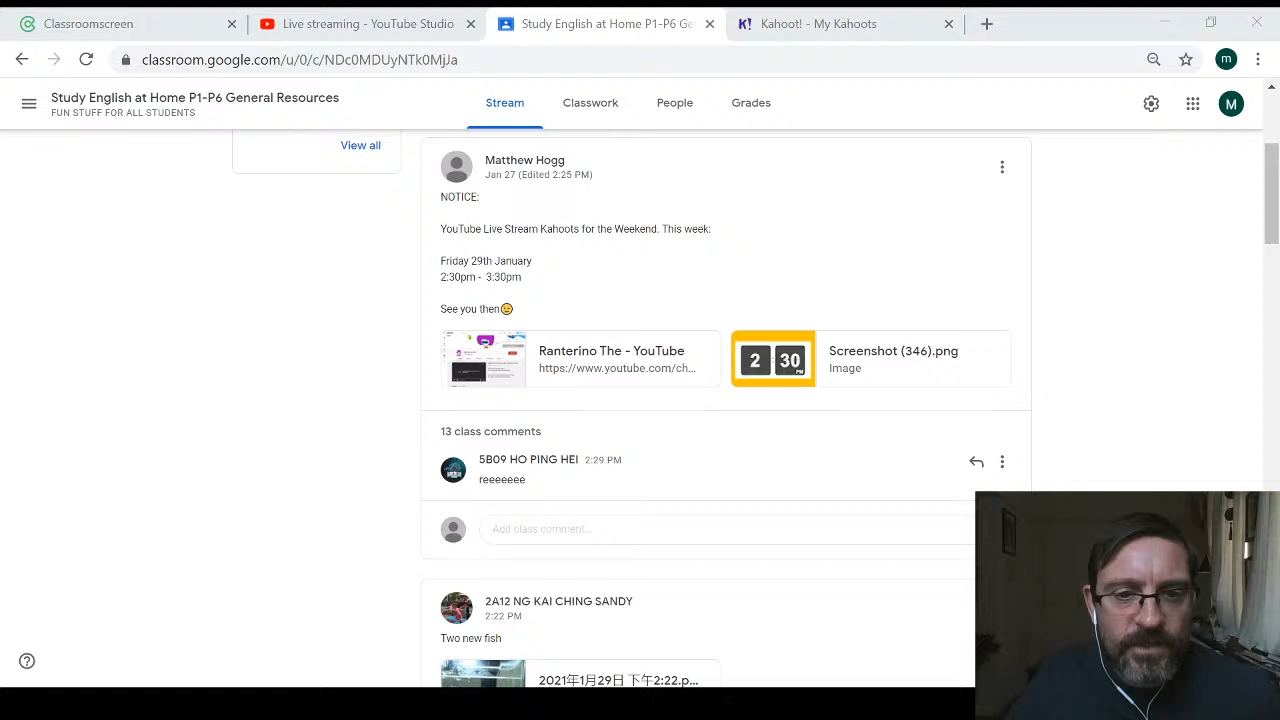 Classroomscreen
Live streaming - YouTube Studio
Study English at Home P1-P6 Gen
Kahoot! - My Kahoots
classroom.google.com/u/0/c/NDc0MDUyNTk0MjJa
m
Study English at Home P1-P6 General Resources
FUN STUFF FOR ALL STUDENTS
Stream
Classwork
People
Grades
M
View all
Matthew Hogg
Jan 27 (Edited 2:25 PM)
NOTICE:
YouTube Live Stream Kahoots for the Weekend. This week:
Friday 29th January
2:30pm - 3:30pm
See you then😉
Ranterino The - YouTube
https://www.youtube.com/ch...
2 30
PM
Screenshot (346).png
Image
13 class comments
5B09 HO PING HEI 2:29 PM
reeeeeee
Add class comment...
2A12 NG KAI CHING SANDY
2:22 PM
Two new fish
2021年1月29日 下午2:22.p...